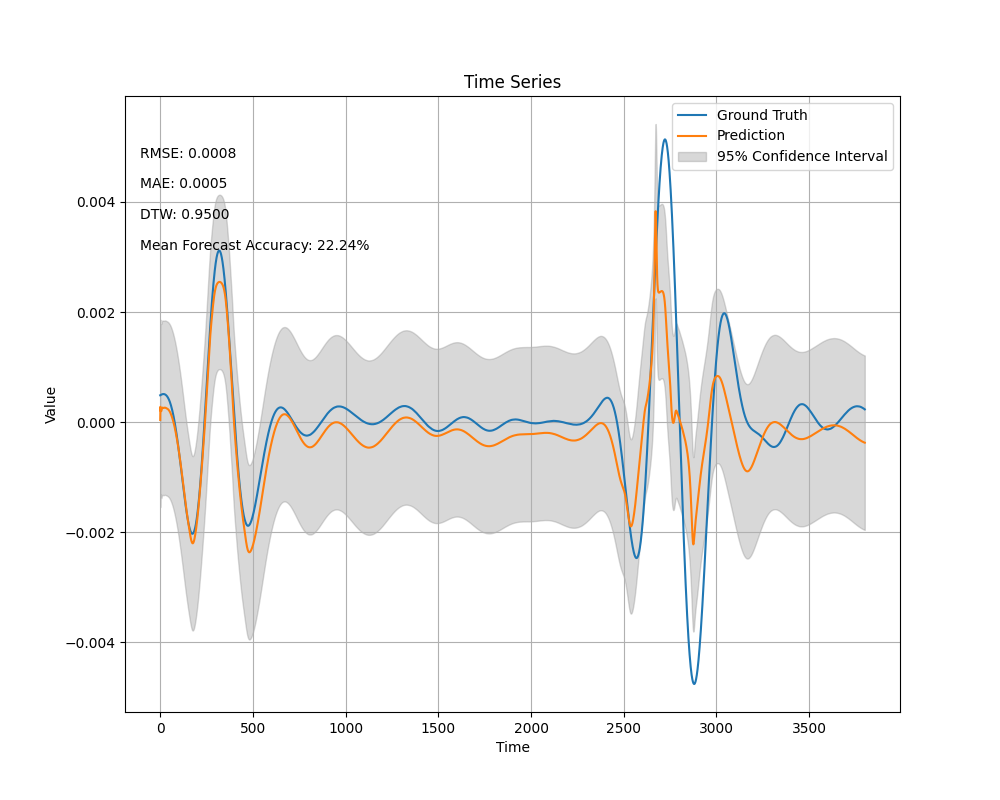 Time Series
Ground Truth
Prediction
95% Confidence Interval
RMSE: 0.0008
MAE: 0.0005
DTW: 0.9500
Mean Forecast Accuracy: 22.24%
0.004
0.002
0.000
−0.002
−0.004
Value
0 500 1000 1500 2000 2500 3000 3500
Time